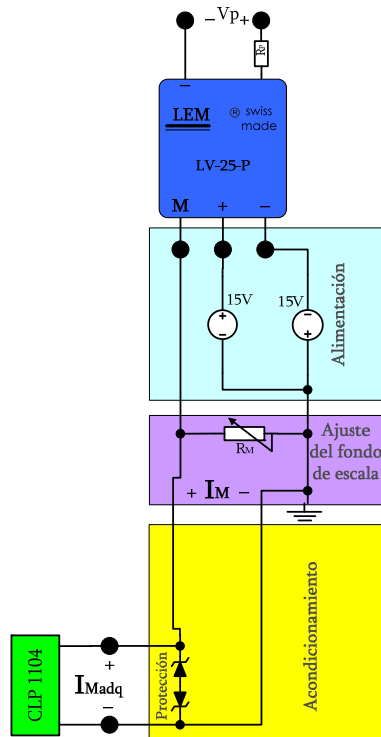 − Vp +
Rp
−
LEM
® swiss
made
LV-25-P
M + −
15V
15V
+
−
−
+
Alimentación
RM
Ajuste
del fondo
de escala
+ IM −
CLP 1104
+
IMadq
−
Protección
Acondicionamiento